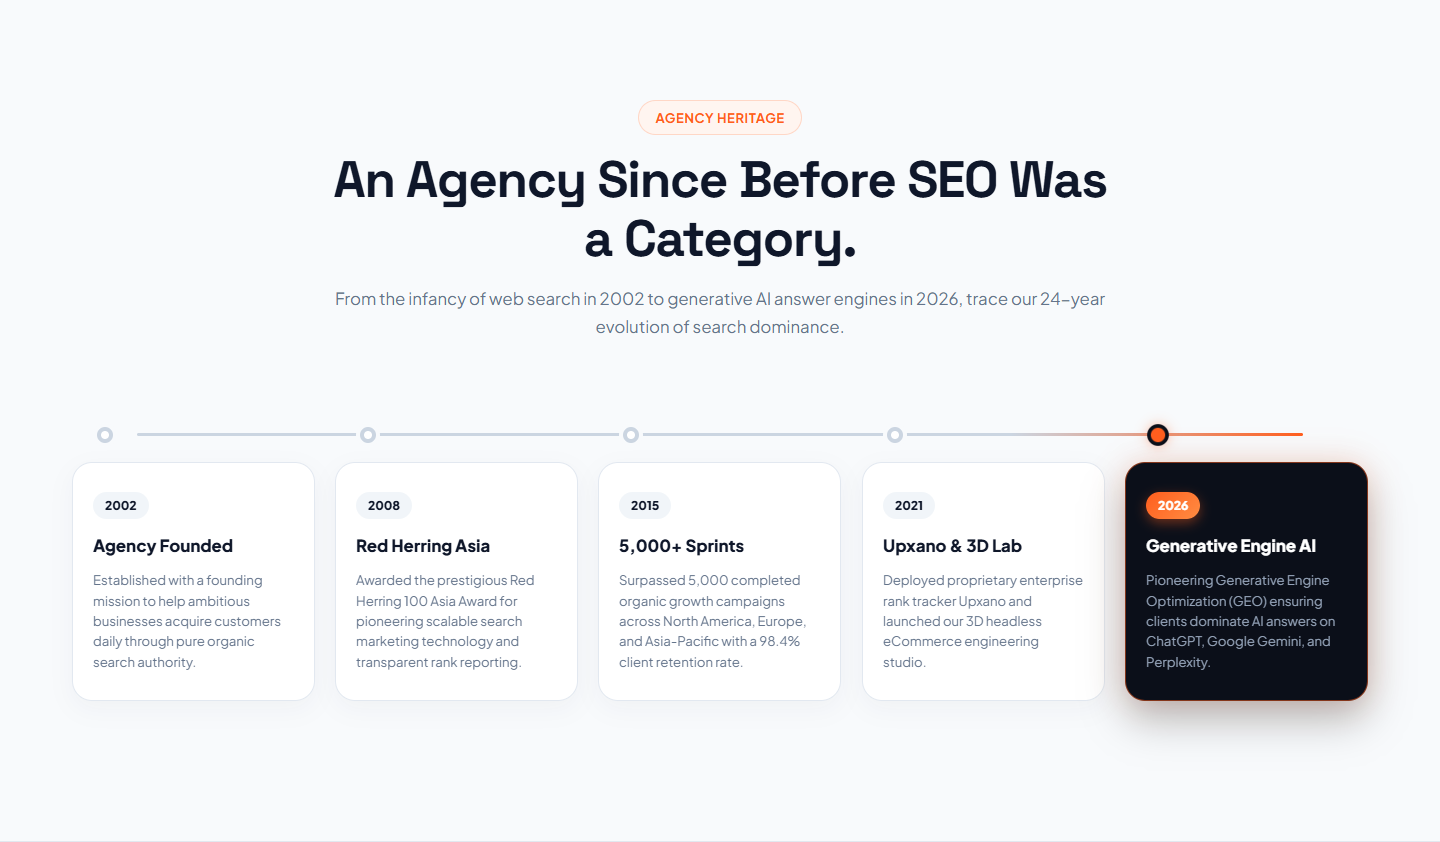 AGENCY HERITAGE
An Agency Since Before SEO Was
a Category.
From the infancy of web search in 2002 to generative AI answer engines in 2026, trace our 24-year
evolution of search dominance.
2002
Agency Founded
Established with a founding
mission to help ambitious
businesses acquire customers
daily through pure organic
search authority.
2008
Red Herring Asia
Awarded the prestigious Red
Herring 100 Asia Award for
pioneering scalable search
marketing technology and
transparent rank reporting.
2015
5,000+ Sprints
Surpassed 5,000 completed
organic growth campaigns
across North America, Europe,
and Asia-Pacific with a 98.4%
client retention rate.
2021
Upxano & 3D Lab
Deployed proprietary enterprise
rank tracker Upxano and
launched our 3D headless
eCommerce engineering
studio.
2026
Generative Engine AI
Pioneering Generative Engine
Optimization (GEO) ensuring
clients dominate AI answers on
ChatGPT, Google Gemini, and
Perplexity.